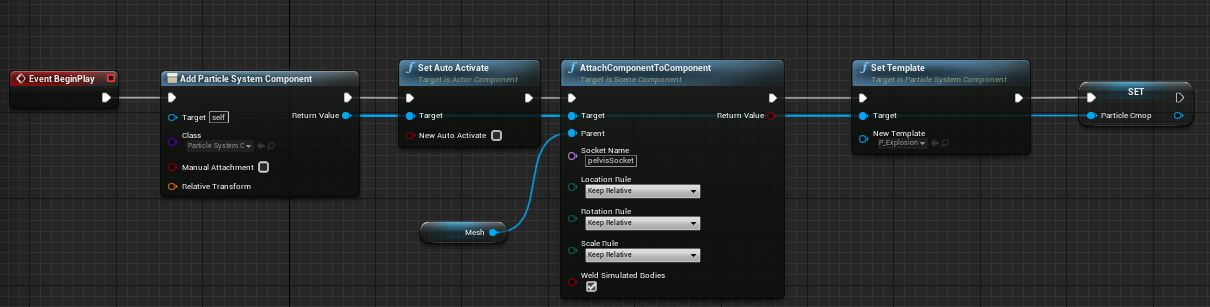 Event BeginPlay
Add Particle System Component
Target self
Return Value
Class
Particle System C
Manual Attachment
Relative Transform
f Set Auto Activate
Target is Actor Component
Target
New Auto Activate
Mesh
f AttachComponentToComponent
Target is Scene Component
Target
Return Value
Parent
Socket Name
pelvisSocket
Location Rule
Keep Relative
Rotation Rule
Keep Relative
Scale Rule
Keep Relative
Weld Simulated Bodies
f Set Template
Target is Particle System Component
Target
New Template
P_Explosion
SET
Particle Cmop